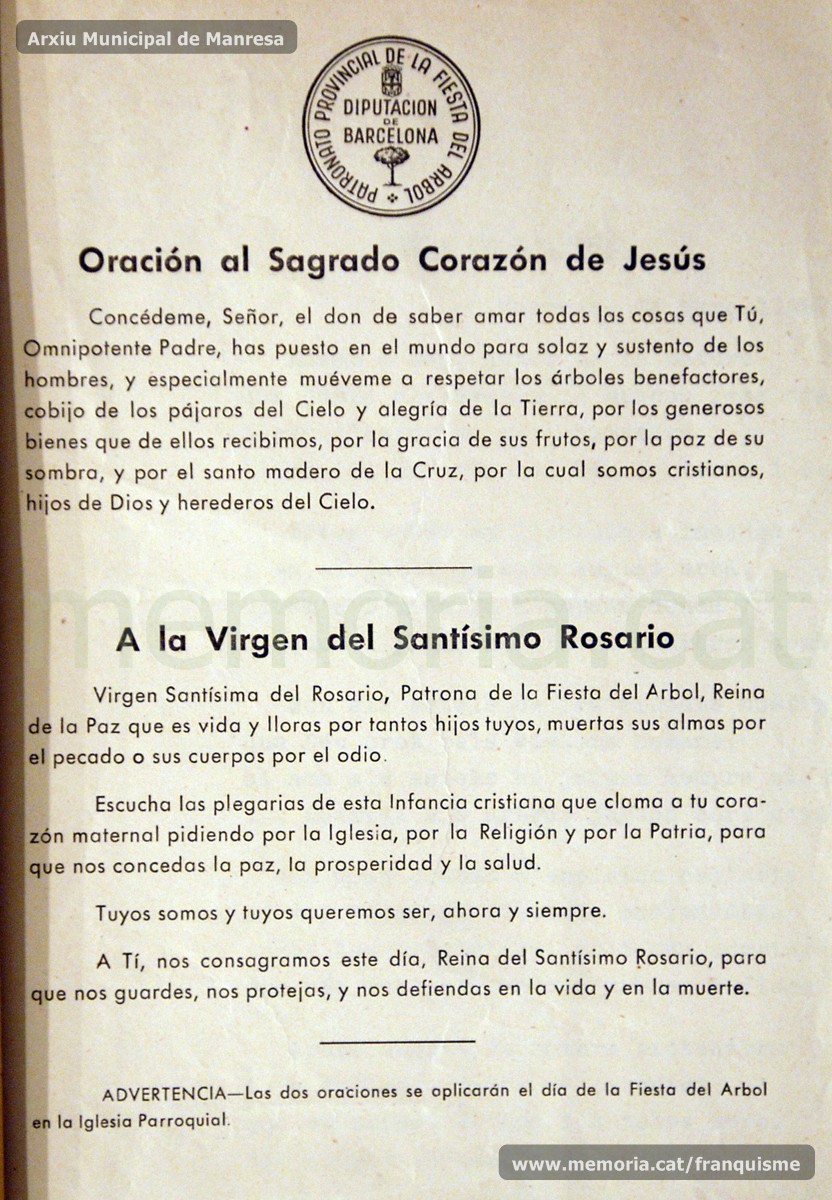 Arxiu Municipal de Manresa
PATRONATO PROVINCIAL DE LA FIESTA DEL ARBOL
DIPUTACION
DE
BARCELONA
Oración al Sagrado Corazón de Jesús
Concédeme, Señor, el don de saber amar todas las cosas que Tú,
Omnipotente Padre, has puesto en el mundo para solaz y sustento de los
hombres, y especialmente muéveme a respetar los árboles benefactores,
cobijo de los pájaros del Cielo y alegría de la Tierra, por los generosos
bienes que de ellos recibimos, por la gracia de sus frutos, por la paz de su
sombra, y por el santo madero de la Cruz, por la cual somos cristianos,
hijos de Dios y herederos del Cielo.
memoria.cat
A la Virgen del Santísimo Rosario
Virgen Santísima del Rosario, Patrona de la Fiesta del Arbol, Reina
de la Paz que es vida y lloras por tantos hijos tuyos, muertas sus almas por
el pecado o sus cuerpos por el odio.
Escucha las plegarias de esta Infancia cristiana que clama a tu cora-
zón maternal pidiendo por la Iglesia, por la Religión y por la Patria, para
que nos concedas la paz, la prosperidad y la salud.
Tuyos somos y tuyos queremos ser, ahora y siempre.
A Tí, nos consagramos este día, Reina del Santísimo Rosario, para
que nos guardes, nos protejas, y nos defiendas en la vida y en la muerte.
ADVERTENCIA—Las dos oraciones se aplicarán el día de la Fiesta del Arbol
en la Iglesia Parroquial.
www.memoria.cat/franquisme